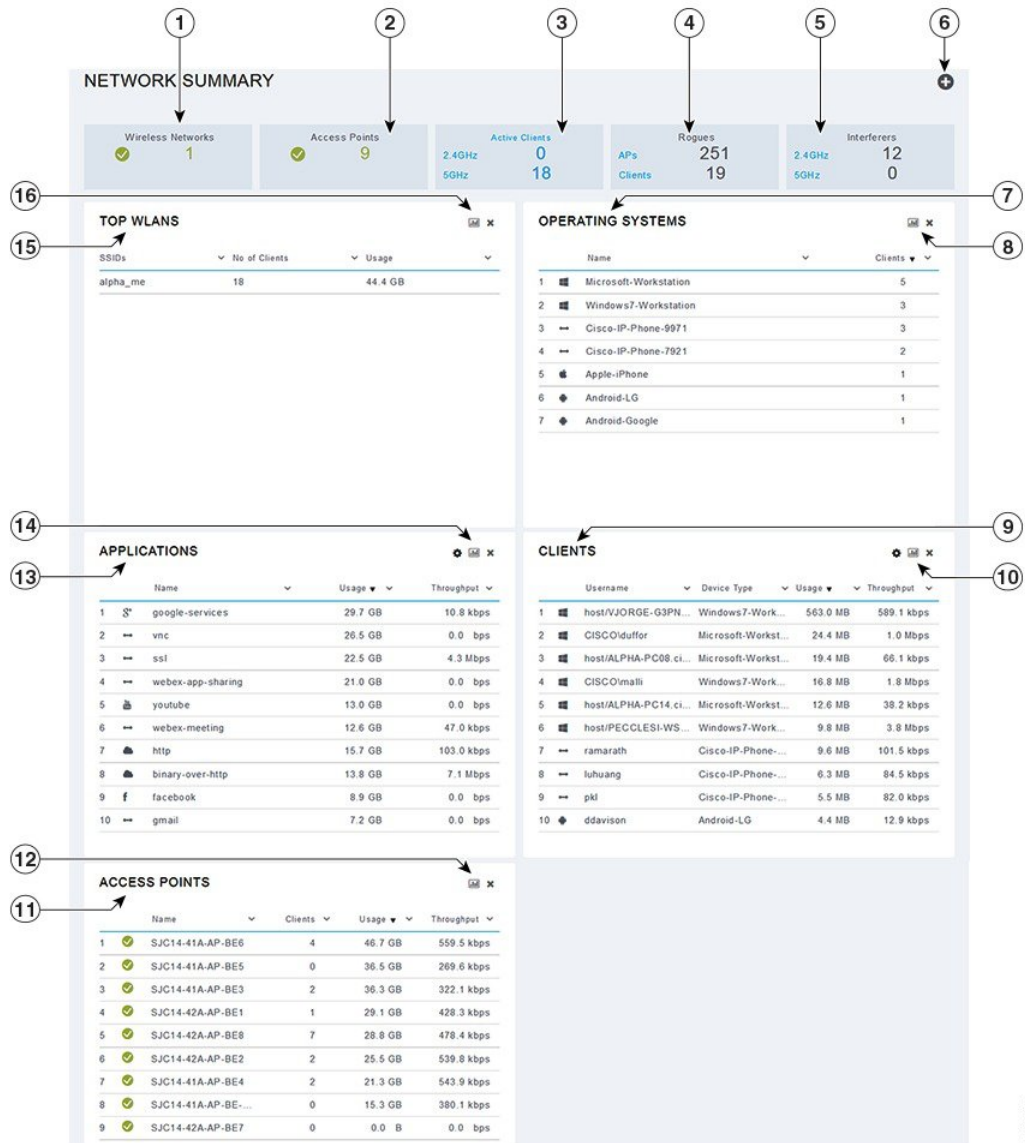 1 2 3 4 5 6
NETWORK SUMMARY
Wireless Networks
1
Access Points
9
Active Clients
2.4GHz 0
5GHz 18
Rogues
APs 251
Clients 19
Interferers
2.4GHz 12
5GHz 0
16
15
TOP WLANS
SSIDs No of Clients Usage
alpha_me 18 44.4 GB
7
8
OPERATING SYSTEMS
Name Clients
1 Microsoft-Workstation 5
2 Windows7-Workstation 3
3 Cisco-IP-Phone-9971 3
4 Cisco-IP-Phone-7921 2
5 Apple-iPhone 1
6 Android-LG 1
7 Android-Google 1
14
13
APPLICATIONS
Name Usage Throughput
1 google-services 29.7 GB 10.8 kbps
2 vnc 26.5 GB 0.0 bps
3 ssl 22.5 GB 4.3 Mbps
4 webex-app-sharing 21.0 GB 0.0 bps
5 youtube 13.0 GB 0.0 bps
6 webex-meeting 12.6 GB 47.0 kbps
7 http 15.7 GB 103.0 kbps
8 binary-over-http 13.8 GB 7.1 Mbps
9 facebook 8.9 GB 0.0 bps
10 gmail 7.2 GB 0.0 bps
9
10
CLIENTS
Username Device Type Usage Throughput
1 host/VJORGE-G3PN... Windows7-Work... 563.0 MB 589.1 kbps
2 CISCO\duffor Microsoft-Workst... 24.4 MB 1.0 Mbps
3 host/ALPHA-PC08.ci... Microsoft-Workst... 19.4 MB 66.1 kbps
4 CISCO\malli Windows7-Work... 16.8 MB 1.8 Mbps
5 host/ALPHA-PC14.ci... Microsoft-Workst... 12.6 MB 38.2 kbps
6 host/PECCLESI-WS... Windows7-Work... 9.8 MB 3.8 Mbps
7 ramarath Cisco-IP-Phone-... 9.6 MB 101.5 kbps
8 luhuang Cisco-IP-Phone-... 6.3 MB 84.5 kbps
9 pkl Cisco-IP-Phone-... 5.5 MB 82.0 kbps
10 ddavison Android-LG 4.4 MB 12.9 kbps
12
11
ACCESS POINTS
Name Clients Usage Throughput
1 SJC14-41A-AP-BE6 4 46.7 GB 559.5 kbps
2 SJC14-41A-AP-BE5 0 36.5 GB 269.6 kbps
3 SJC14-41A-AP-BE3 2 36.3 GB 322.1 kbps
4 SJC14-42A-AP-BE1 1 29.1 GB 428.3 kbps
5 SJC14-42A-AP-BE8 7 28.8 GB 478.4 kbps
6 SJC14-42A-AP-BE2 2 25.5 GB 539.8 kbps
7 SJC14-41A-AP-BE4 2 21.3 GB 543.9 kbps
8 SJC14-41A-AP-BE-... 0 15.3 GB 380.1 kbps
9 SJC14-42A-AP-BE7 0 0.0 B 0.0 bps